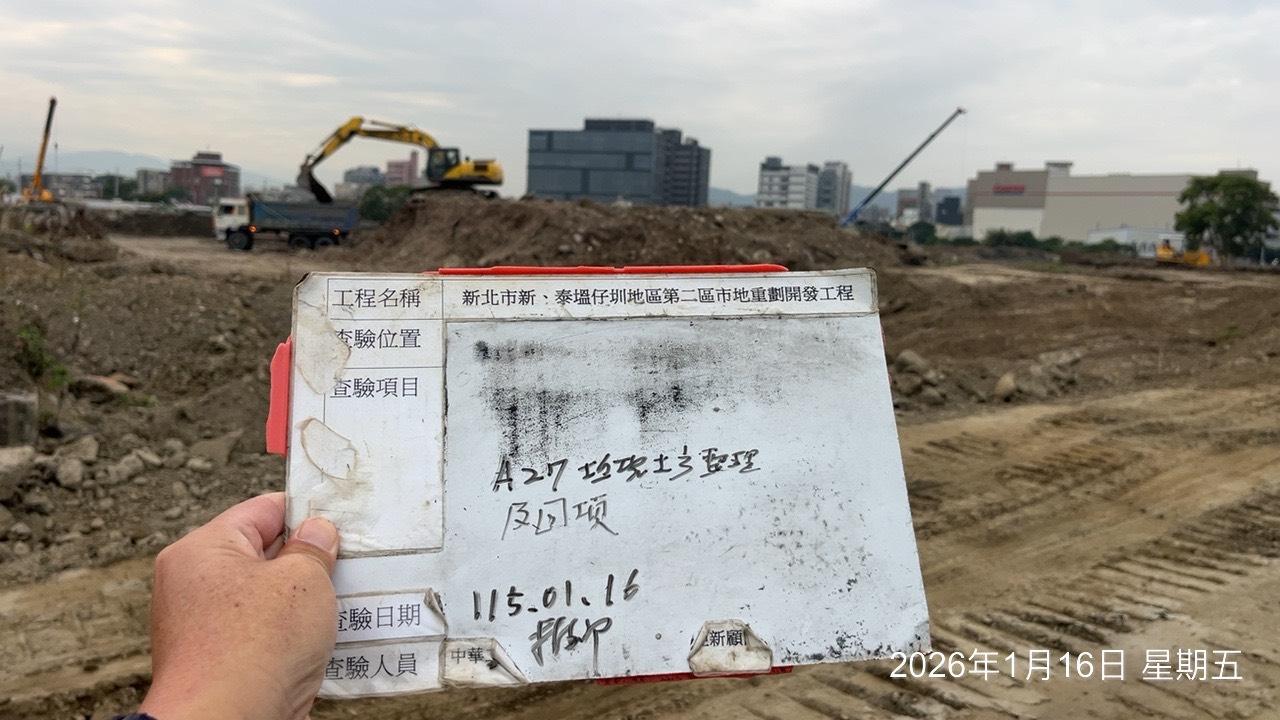 工程名稱 新北市新、泰塭仔圳地區第二區市地重劃開發工程
查驗位置
查驗項目
A27 土方整理
及回填
查驗日期 115.01.16
查驗人員 中華 新顧
2026年1月16日 星期五